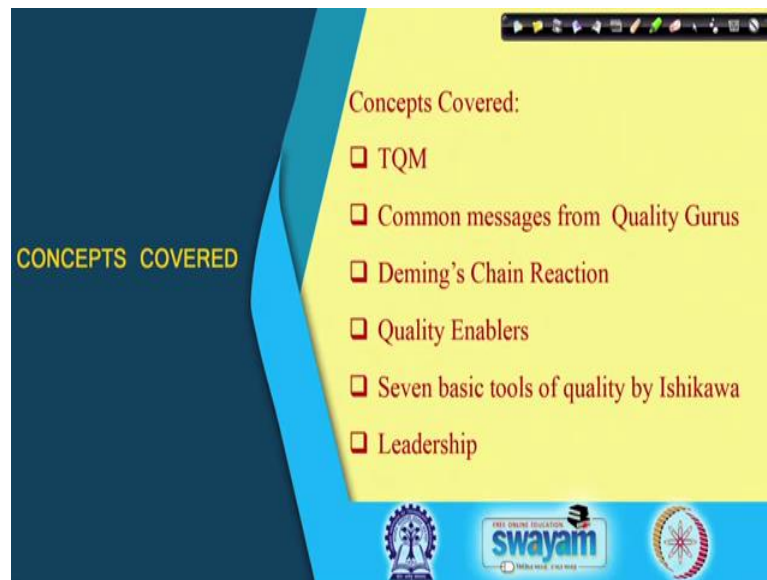 CONCEPTS COVERED
Concepts Covered:
TQM
Common messages from Quality Gurus
Deming's Chain Reaction
Quality Enablers
Seven basic tools of quality by Ishikawa
Leadership
FREE ONLINE EDUCATION
swayam